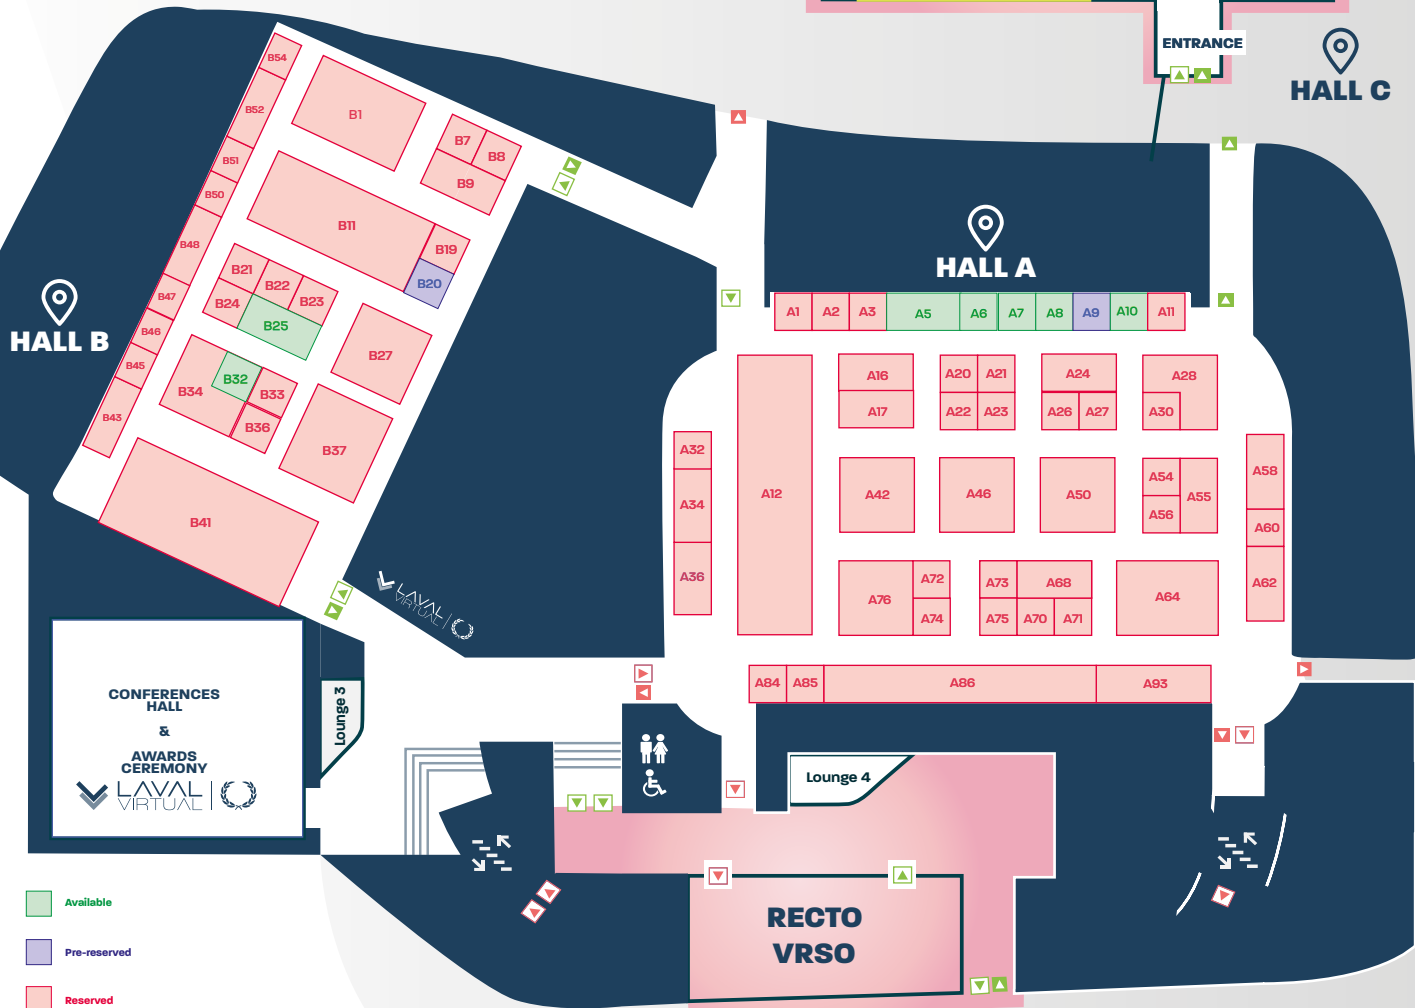 ENTRANCE
HALL C
HALL A
HALL B
B54
B52
B51
B50
B48
B47
B46
B45
B43
B1
B7
B8
B9
B11
B19
B20
B21
B22
B23
B24
B25
B27
B32
B33
B34
B36
B37
B41
A1
A2
A3
A5
A6
A7
A8
A9
A10
A11
A12
A16
A17
A20
A21
A22
A23
A24
A26
A27
A28
A30
A32
A34
A36
A42
A46
A50
A54
A55
A56
A58
A60
A62
A76
A72
A74
A73
A68
A75
A70
A71
A64
A84
A85
A86
A93
LAVAL
VIRTUAL
CONFERENCES
HALL
&
AWARDS
CEREMONY
LAVAL
VIRTUAL
Lounge 3
Lounge 4
RECTO
VRSO
Available
Pre-reserved
Reserved